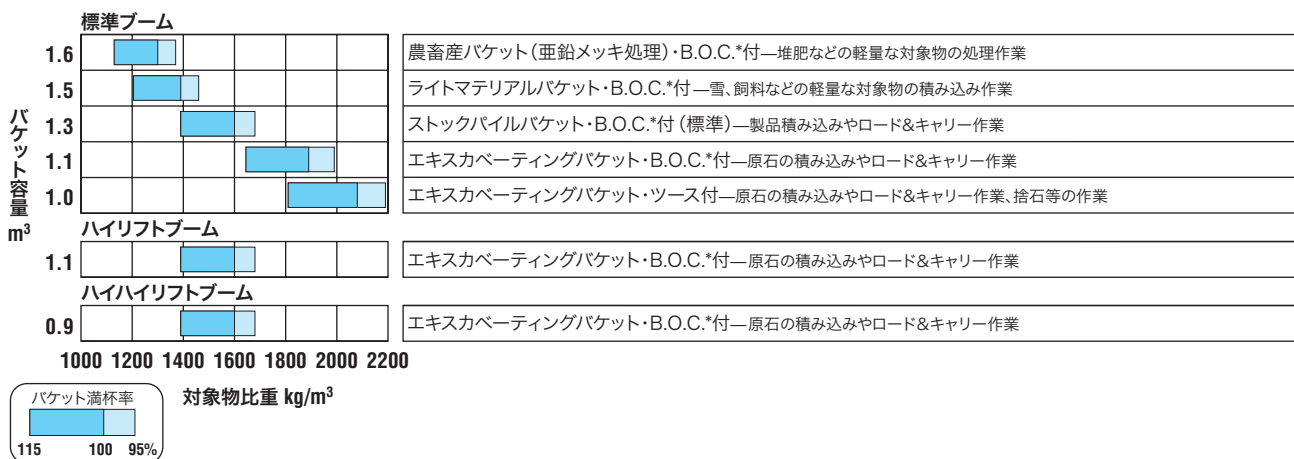 標準ブーム
1.6 農畜産バケット（亜鉛メッキ処理）・B.O.C.*付—堆肥などの軽量な対象物の処理作業
1.5 ライトマテリアルバケット・B.O.C.*付—雪、飼料などの軽量な対象物の積み込み作業
1.3 ストックパイルバケット・B.O.C.*付（標準）—製品積み込みやロード&キャリー作業
1.1 エキスカベーティングバケット・B.O.C.*付—原石の積み込みやロード&キャリー作業
1.0 エキスカベーティングバケット・ツース付—原石の積み込みやロード&キャリー作業、捨石等の作業
バケット容量 m³
ハイリフトブーム
1.1 エキスカベーティングバケット・B.O.C.*付—原石の積み込みやロード&キャリー作業
ハイハイリフトブーム
0.9 エキスカベーティングバケット・B.O.C.*付—原石の積み込みやロード&キャリー作業
1000 1200 1400 1600 1800 2000 2200
対象物比重 kg/m³
バケット満杯率
115 100 95%